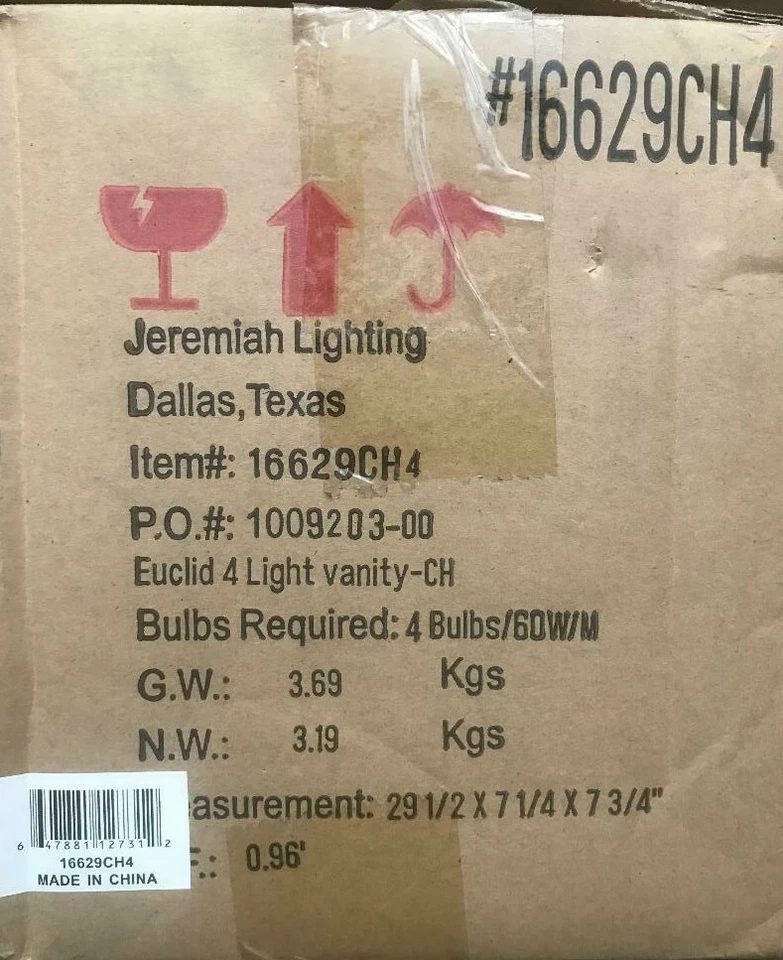 #16629CH4
Jeremiah Lighting
Dallas,Texas
Item#: 16629CH4
P.O.#: 1009203-00
Euclid 4 Light vanity-CH
Bulbs Required: 4 Bulbs/60W/M
G.W.: 3.69 Kgs
N.W.: 3.19 Kgs
easurement: 29 1/2 X 7 1/4 X 7 3/4"
F.: 0.96'
6 47881 12731 2
16629CH4
MADE IN CHINA